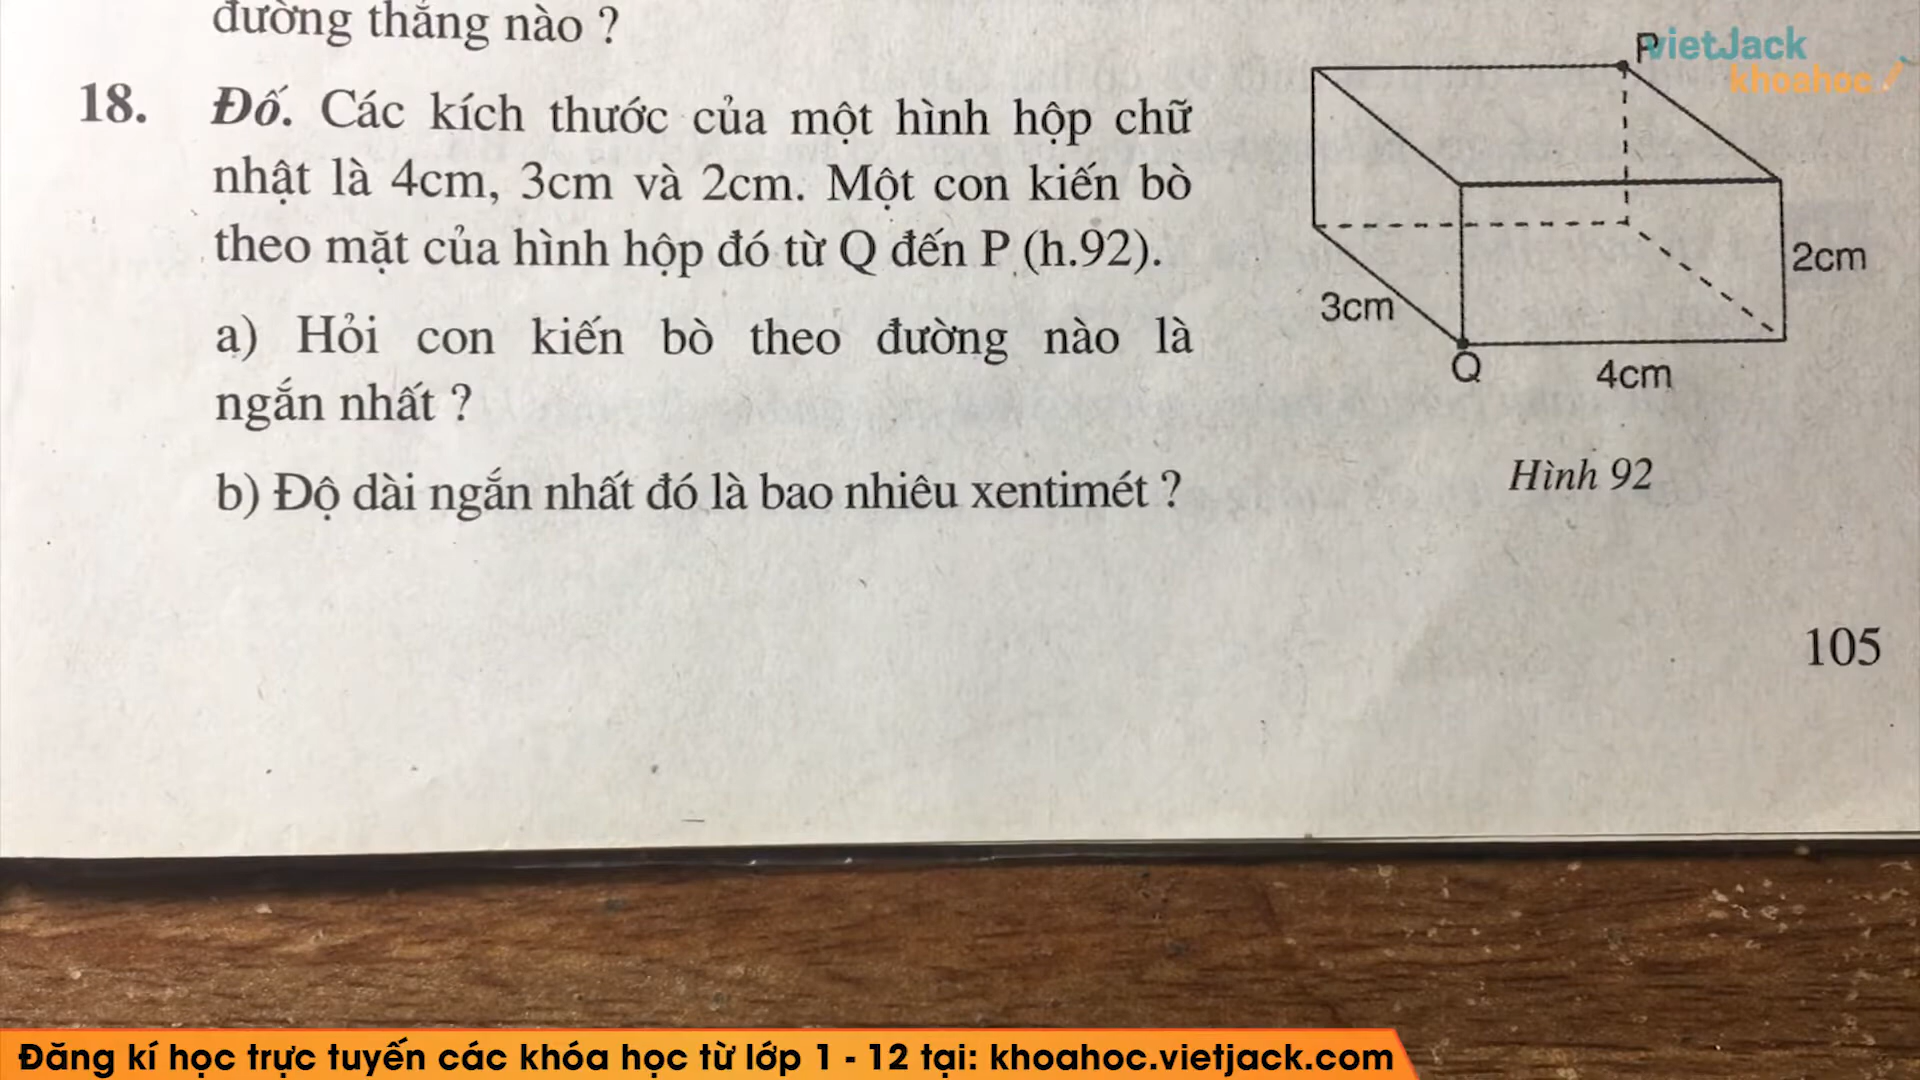 đường thẳng nào ?
18. Đố. Các kích thước của một hình hộp chữ
nhật là 4cm, 3cm và 2cm. Một con kiến bò
theo mặt của hình hộp đó từ Q đến P (h.92).
a) Hỏi con kiến bò theo đường nào là
ngắn nhất ?
b) Độ dài ngắn nhất đó là bao nhiêu xentimét ?
P
vietJack
khoahoc
2cm
3cm
Q
4cm
Hình 92
105
Đăng kí học trực tuyến các khóa học từ lớp 1 - 12 tại: khoahoc.vietjack.com